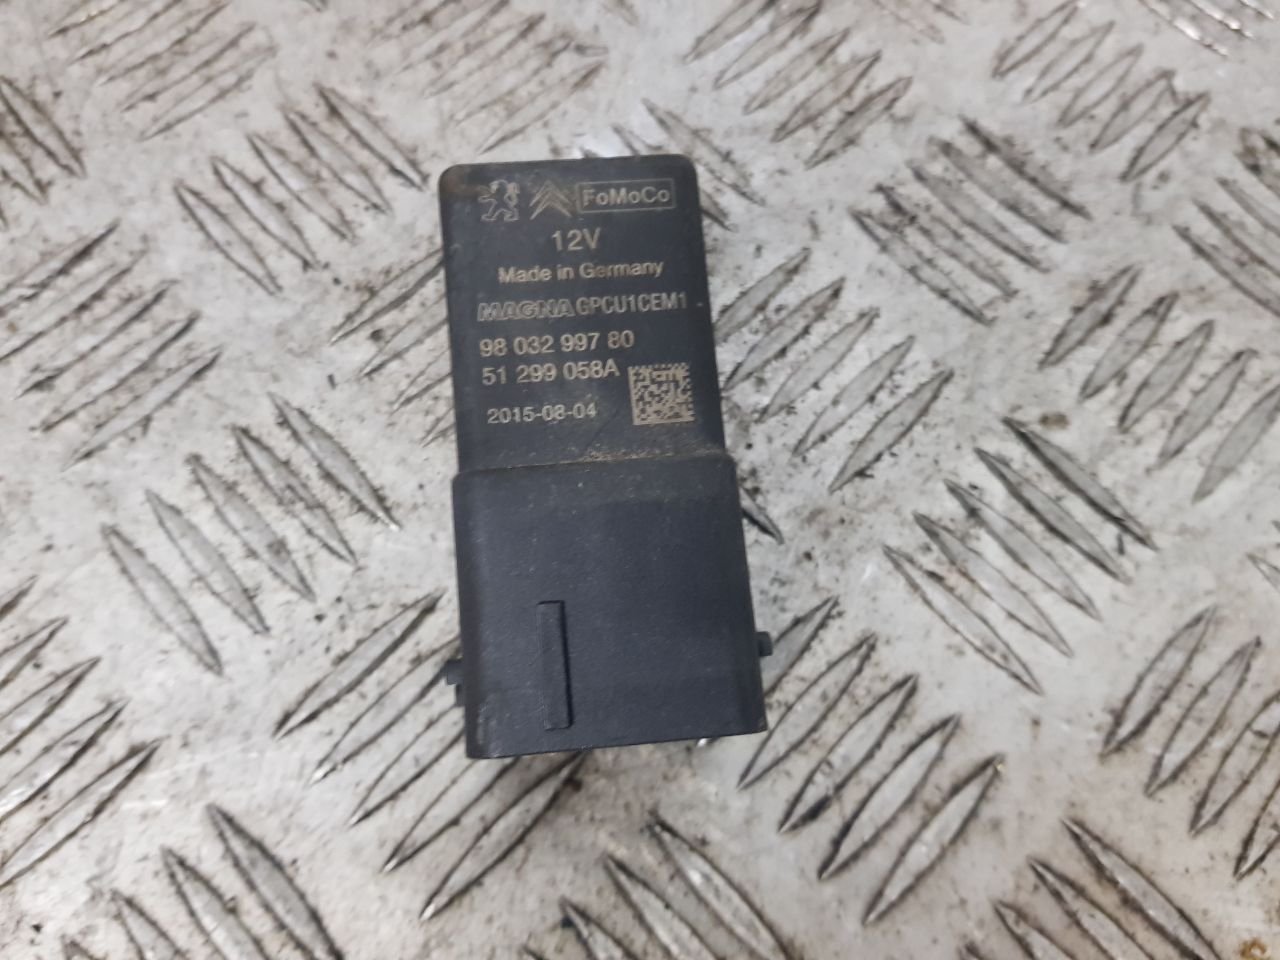 FoMoCo
12V
Made in Germany
MAGNA GPCU1CEM1
98 032 997 80
51 299 058A
2015-08-04